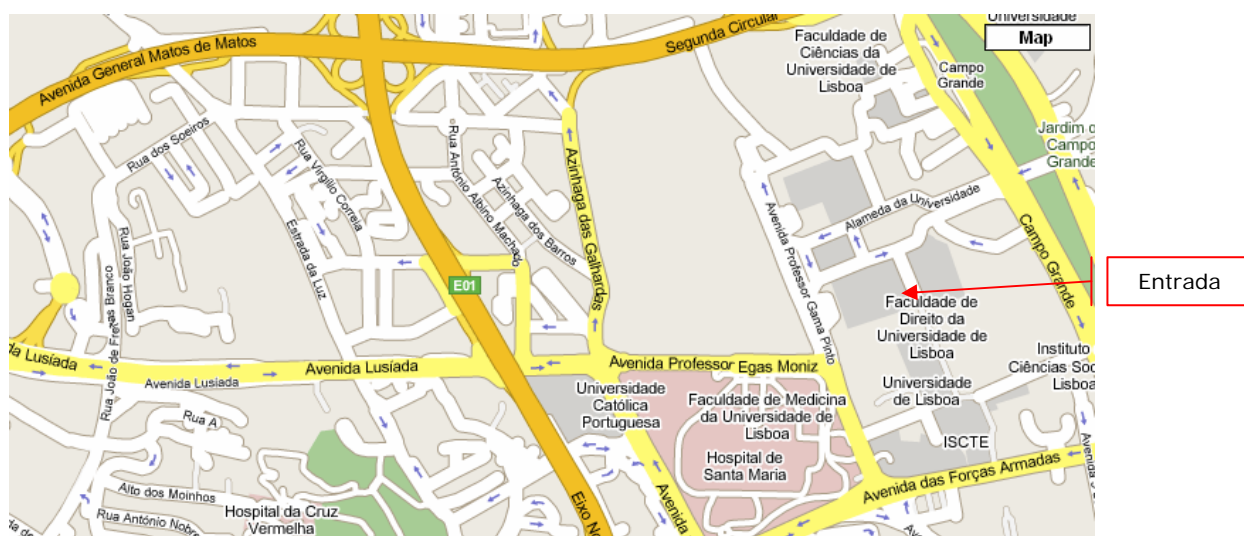 Universidade
Map
Segunda Circular
Avenida General Matos de Matos
Faculdade de
Ciências da
Universidade de
Lisboa
Campo
Grande
Jardim
Campo
Grande
Rua dos Soeiros
Rua Virgílio Correia
Rua António Albino Machado
Azinhaga dos Barros
Azinhaga das Galhardas
Avenida Professor Gama Pinto
Alameda da Universidade
Campo Grande
Estrada da Luz
Rua João Hogan
Rua João de Freitas Branco
E01
Entrada
Faculdade de
Direito da
Universidade de
Lisboa
da Lusíada
Avenida Lusíada
Avenida Lusíada
Avenida Professor Egas Moniz
Instituto
Ciências Soc
Lisboa
Universidade
Católica
Portuguesa
Faculdade de Medicina
da Universidade de
Lisboa
Universidade
de Lisboa
Rua A
ISCTE
Hospital de
Santa Maria
Avenida das Forças Armadas
Avenida
Alto dos Moinhos
Rua António Nobre
Hospital da Cruz
Vermelha
Eixo No
Avenida